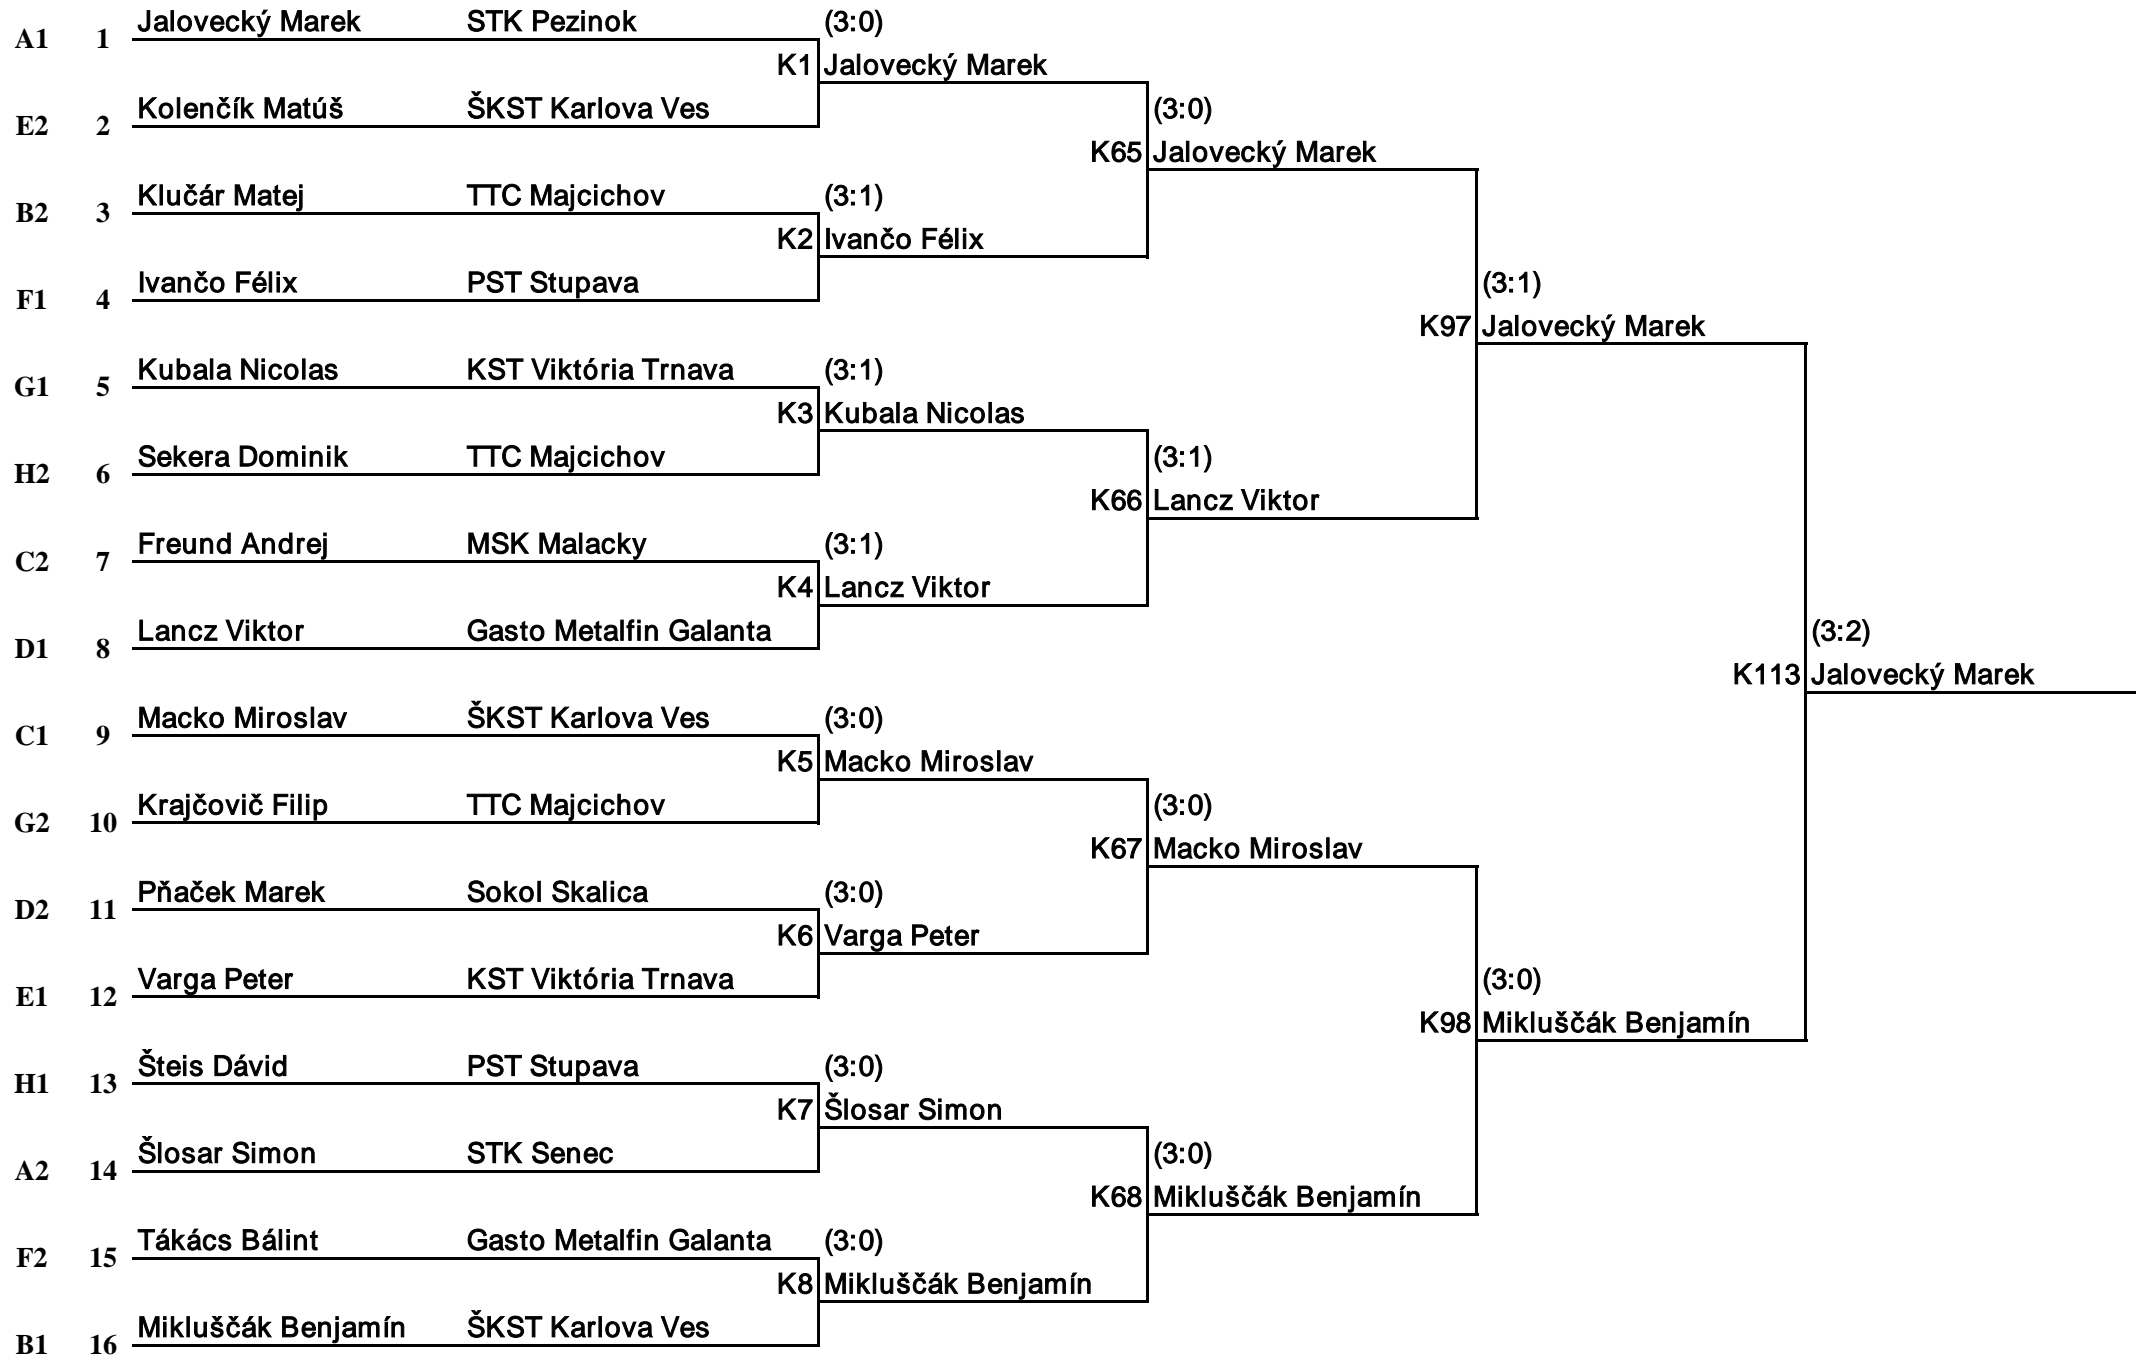 Jalovecký Marek STK Pezinok (3:0)
A1 1
K1 Jalovecký Marek
Kolenčík Matúš ŠKST Karlova Ves (3:0)
E2 2
K65 Jalovecký Marek
Klučár Matej TTC Majcichov (3:1)
B2 3
K2 Ivančo Félix
Ivančo Félix PST Stupava (3:1)
F1 4
K97 Jalovecký Marek
Kubala Nicolas KST Viktória Trnava (3:1)
G1 5
K3 Kubala Nicolas
Sekera Dominik TTC Majcichov (3:1)
H2 6
K66 Lancz Viktor
Freund Andrej MSK Malacky (3:1)
C2 7
K4 Lancz Viktor
Lancz Viktor Gasto Metalfin Galanta (3:2)
D1 8
K113 Jalovecký Marek
Macko Miroslav ŠKST Karlova Ves (3:0)
C1 9
K5 Macko Miroslav
Krajčovič Filip TTC Majcichov (3:0)
G2 10
K67 Macko Miroslav
Pňaček Marek Sokol Skalica (3:0)
D2 11
K6 Varga Peter
Varga Peter KST Viktória Trnava (3:0)
E1 12
K98 Mikluščák Benjamín
Šteis Dávid PST Stupava (3:0)
H1 13
K7 Šlosar Simon
Šlosar Simon STK Senec (3:0)
A2 14
K68 Mikluščák Benjamín
Tákács Bálint Gasto Metalfin Galanta (3:0)
F2 15
K8 Mikluščák Benjamín
Mikluščák Benjamín ŠKST Karlova Ves
B1 16